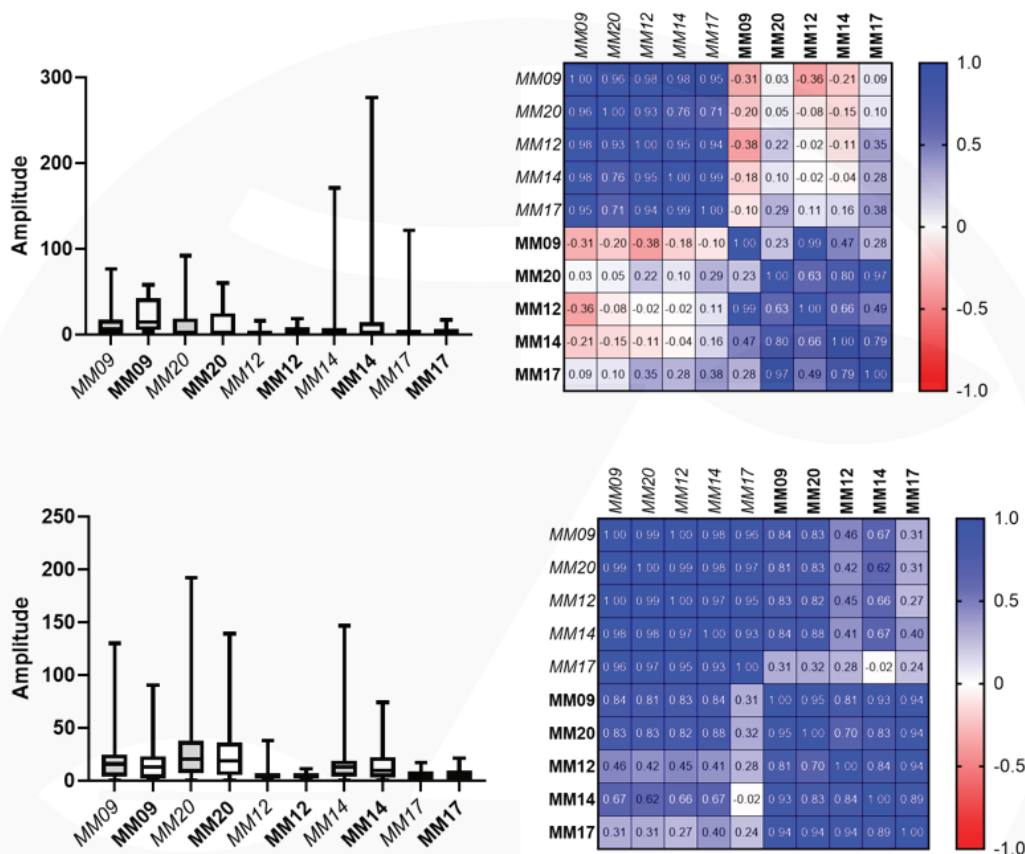 MM09 MM20 MM12 MM14 MM17 MM09 MM20 MM12 MM14 MM17
300
200
100
0
Amplitude
MM09 MM09 MM20 MM20 MM12 MM12 MM14 MM14 MM17 MM17
MM09 1.00 0.96 0.98 0.98 0.95 -0.31 0.03 -0.36 -0.21 0.09
MM20 0.96 1.00 0.93 0.76 0.71 -0.20 0.05 -0.08 -0.15 0.10
MM12 0.98 0.93 1.00 0.95 0.94 -0.38 0.22 -0.02 -0.11 0.35
MM14 0.98 0.76 0.95 1.00 0.99 -0.18 0.10 -0.02 -0.04 0.28
MM17 0.95 0.71 0.94 0.99 1.00 -0.10 0.29 0.11 0.16 0.38
MM09 -0.31 -0.20 -0.38 -0.18 -0.10 1.00 0.23 0.99 0.47 0.28
MM20 0.03 0.05 0.22 0.10 0.29 0.23 1.00 0.63 0.80 0.97
MM12 -0.36 -0.08 -0.02 -0.02 0.11 0.99 0.63 1.00 0.66 0.49
MM14 -0.21 -0.15 -0.11 -0.04 0.16 0.47 0.80 0.66 1.00 0.79
MM17 0.09 0.10 0.35 0.28 0.38 0.28 0.97 0.49 0.79 1.00
1.0
0.5
0
-0.5
-1.0
250
200
150
100
50
0
Amplitude
MM09 MM09 MM20 MM20 MM12 MM12 MM14 MM14 MM17 MM17
MM09 MM20 MM12 MM14 MM17 MM09 MM20 MM12 MM14 MM17
MM09 1.00 0.99 1.00 0.98 0.96 0.84 0.83 0.46 0.67 0.31
MM20 0.99 1.00 0.99 0.98 0.97 0.81 0.83 0.42 0.62 0.31
MM12 1.00 0.99 1.00 0.97 0.95 0.83 0.82 0.45 0.66 0.27
MM14 0.98 0.98 0.97 1.00 0.93 0.84 0.88 0.41 0.67 0.40
MM17 0.96 0.97 0.95 0.93 1.00 0.31 0.32 0.28 -0.02 0.24
MM09 0.84 0.81 0.83 0.84 0.31 1.00 0.95 0.81 0.93 0.94
MM20 0.83 0.83 0.82 0.88 0.32 0.95 1.00 0.70 0.83 0.94
MM12 0.46 0.42 0.45 0.41 0.28 0.81 0.70 1.00 0.84 0.94
MM14 0.67 0.62 0.66 0.67 -0.02 0.93 0.83 0.84 1.00 0.89
MM17 0.31 0.31 0.27 0.40 0.24 0.94 0.94 0.94 0.89 1.00
1.0
0.5
0
-0.5
-1.0